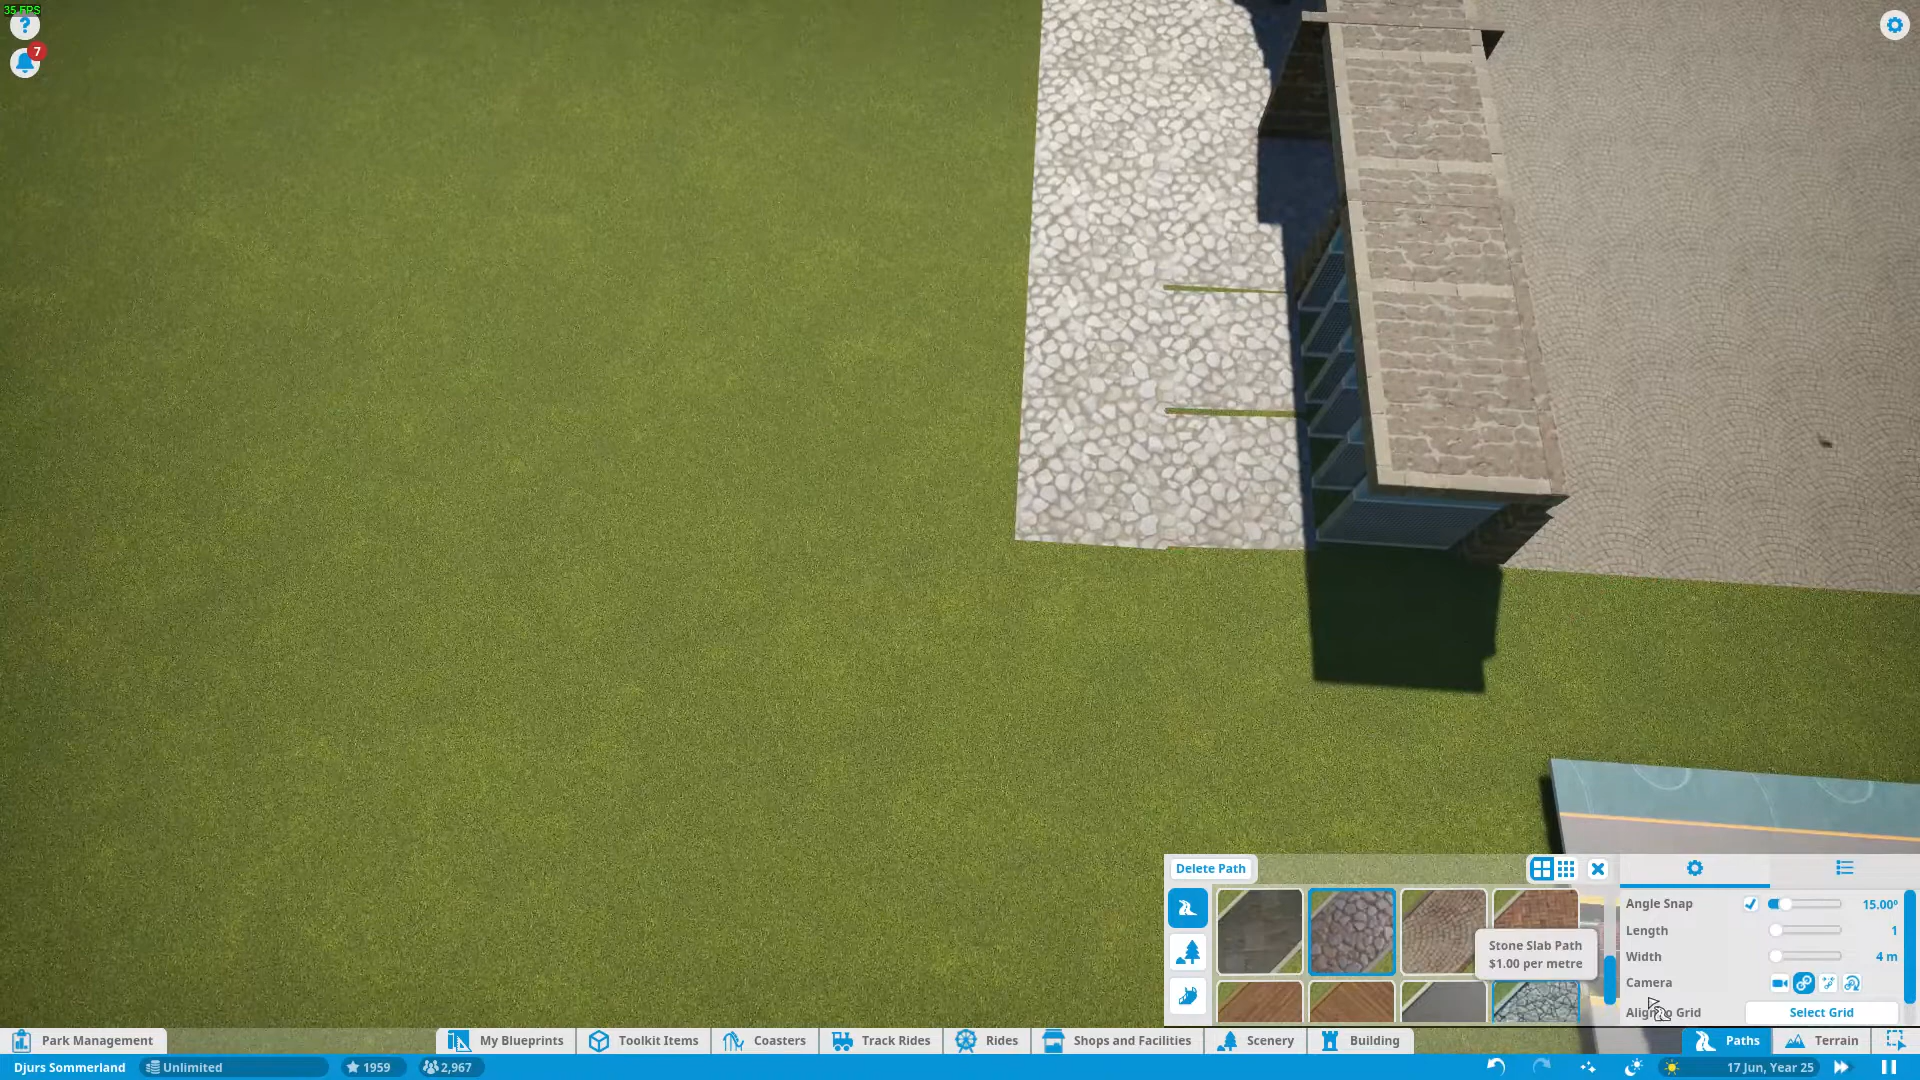 35 FPS
?
7
Delete Path
Stone Slab Path
$1.00 per metre
Angle Snap 15.00°
Length 1
Width 4 m
Camera
Align to Grid Select Grid
Park Management My Blueprints Toolkit Items Coasters Track Rides Rides Shops and Facilities Scenery Building Paths Terrain
Djurs Sommerland Unlimited 1959 2,967 17 Jun, Year 25